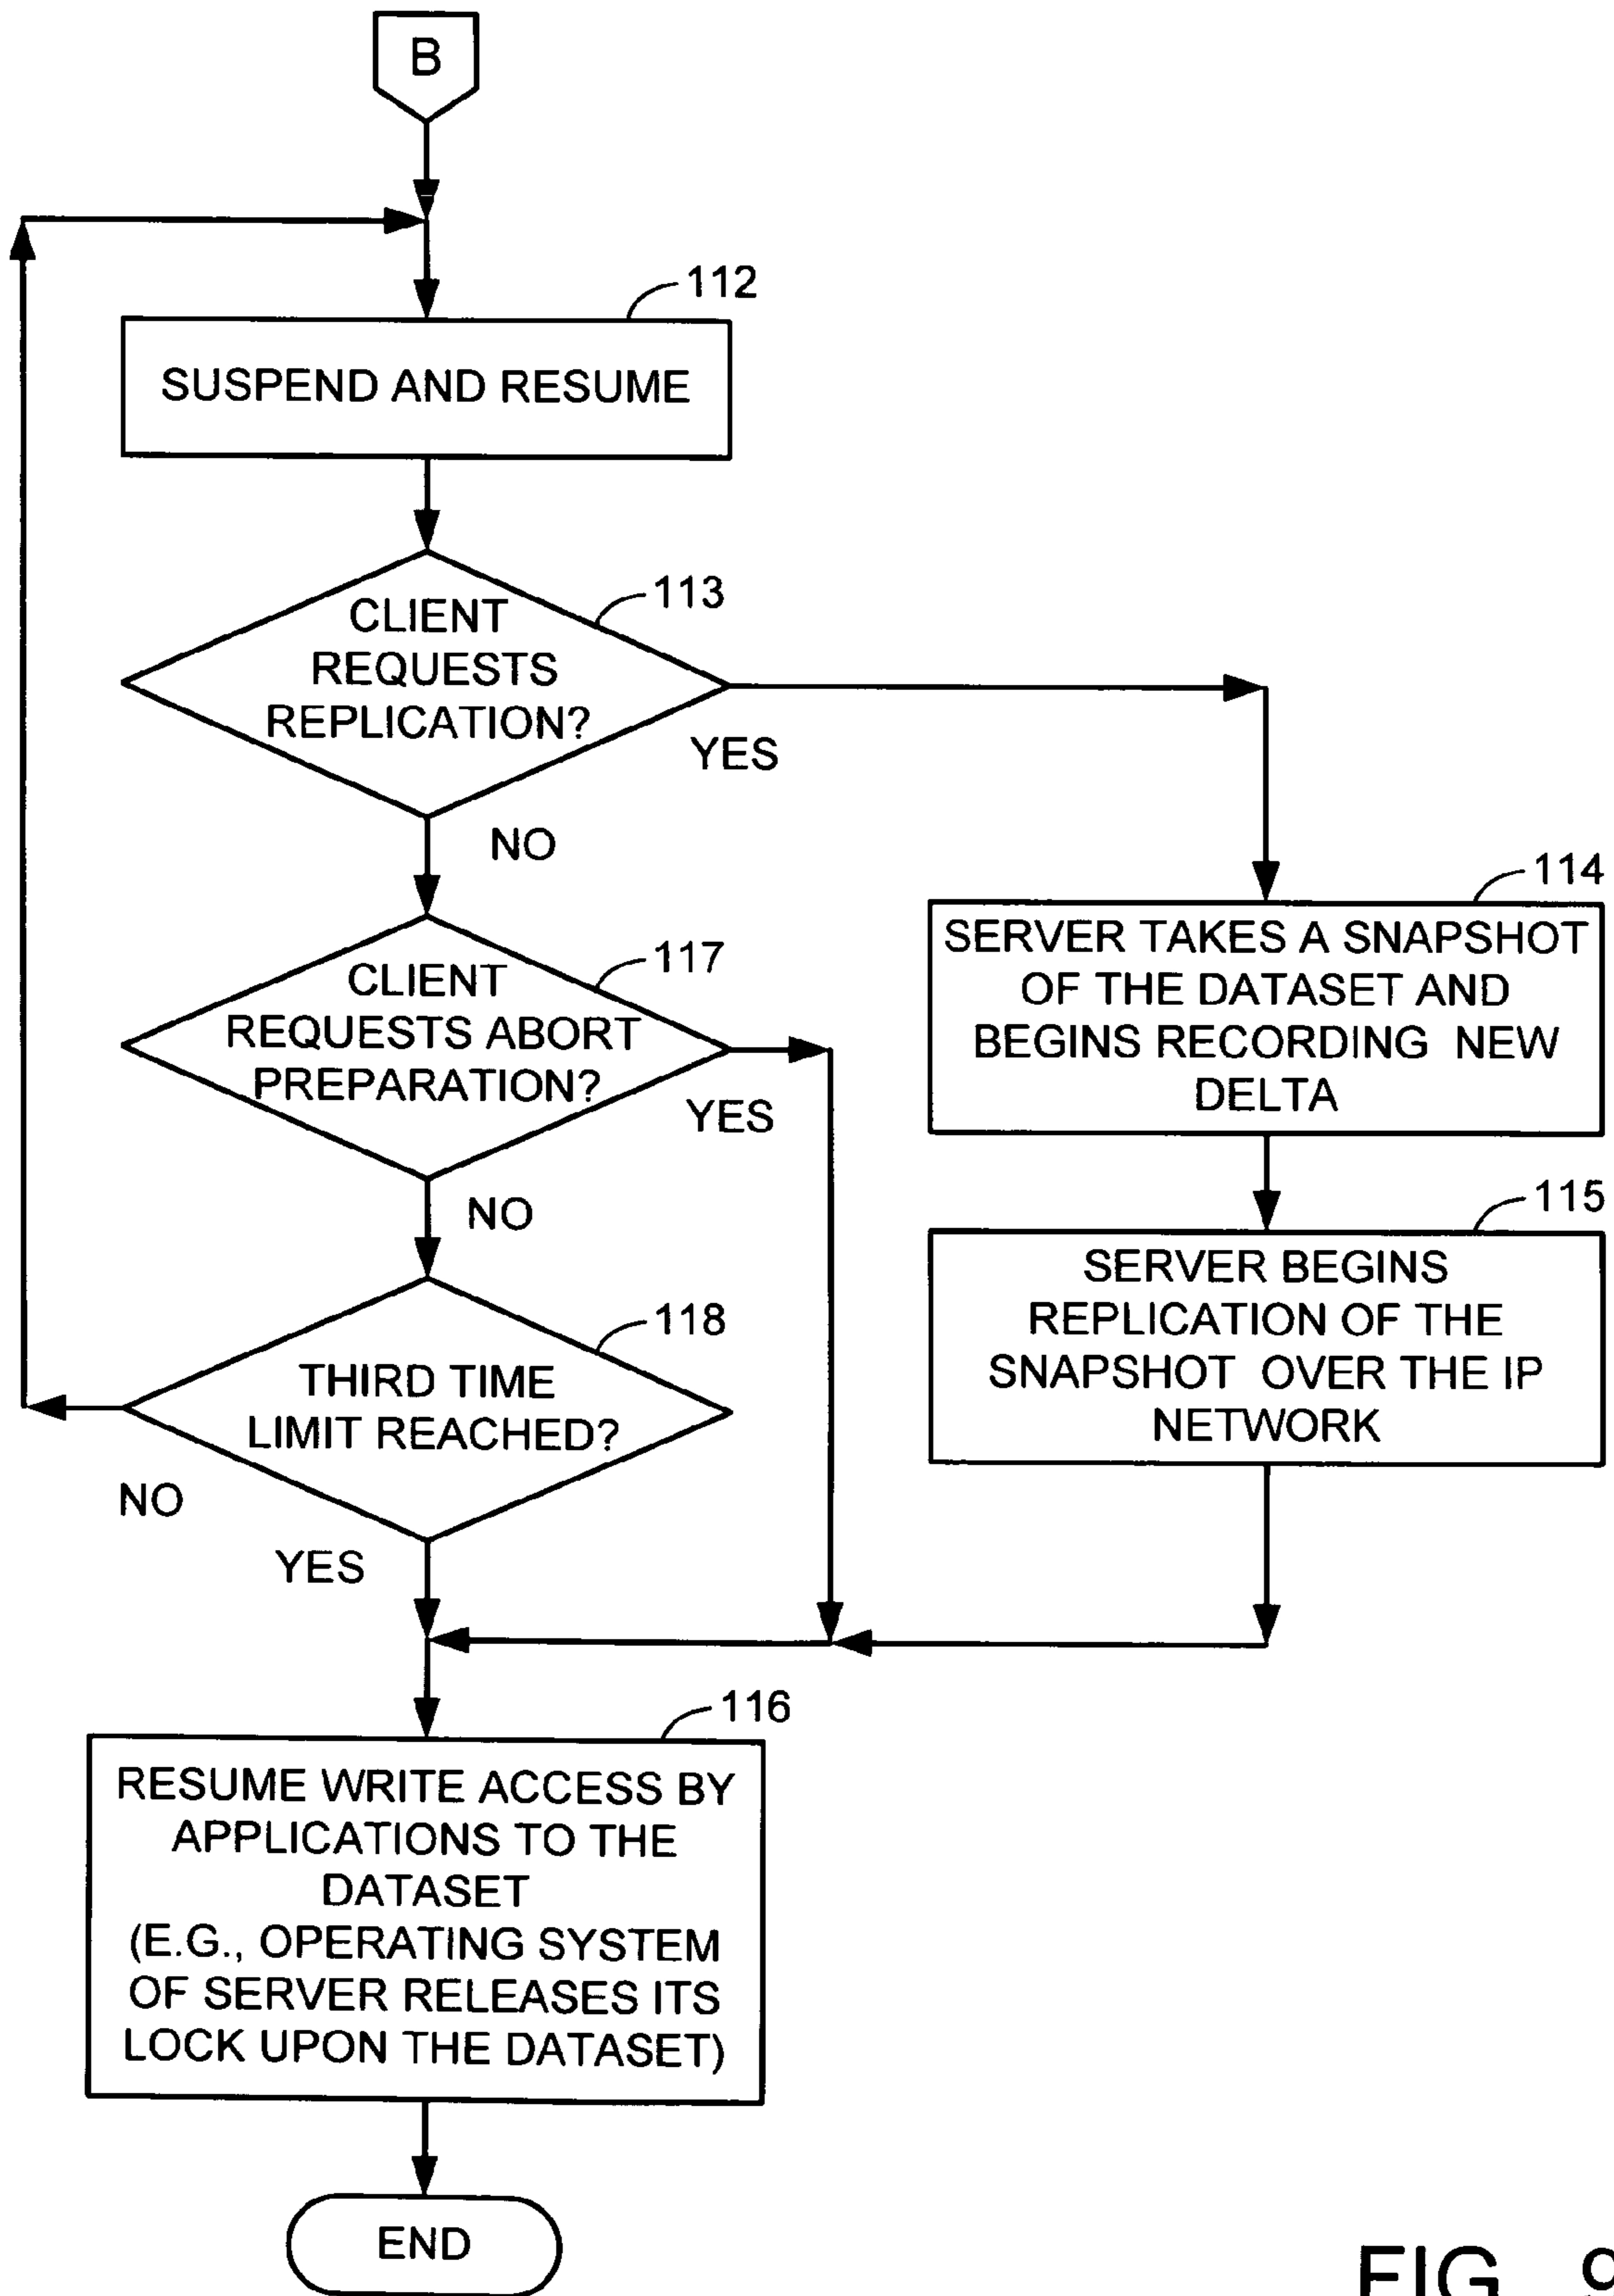 B
112
SUSPEND AND RESUME
113
CLIENT
REQUESTS
REPLICATION?
YES
NO
114
SERVER TAKES A SNAPSHOT
OF THE DATASET AND
BEGINS RECORDING NEW
DELTA
117
CLIENT
REQUESTS ABORT
PREPARATION?
YES
NO
115
SERVER BEGINS
REPLICATION OF THE
SNAPSHOT OVER THE IP
NETWORK
118
THIRD TIME
LIMIT REACHED?
NO
YES
116
RESUME WRITE ACCESS BY
APPLICATIONS TO THE
DATASET
(E.G., OPERATING SYSTEM
OF SERVER RELEASES ITS
LOCK UPON THE DATASET)
END
FIG. 9